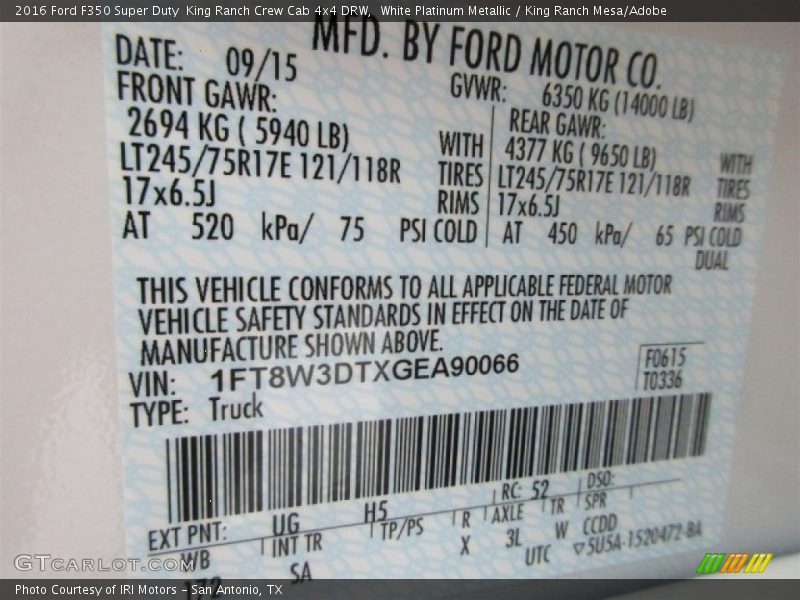 2016 Ford F350 Super Duty King Ranch Crew Cab 4x4 DRW, White Platinum Metallic / King Ranch Mesa/Adobe
MFD. BY FORD MOTOR CO.
DATE: 09/15 GVWR: 6350 KG (14000 LB)
FRONT GAWR: REAR GAWR:
2694 KG ( 5940 LB) WITH 4377 KG ( 9650 LB) WITH
LT245/75R17E 121/118R TIRES LT245/75R17E 121/118R TIRES
17x6.5J RIMS 17x6.5J RIMS
AT 520 kPa/ 75 PSI COLD AT 450 kPa/ 65 PSI COLD
DUAL
THIS VEHICLE CONFORMS TO ALL APPLICABLE FEDERAL MOTOR
VEHICLE SAFETY STANDARDS IN EFFECT ON THE DATE OF
MANUFACTURE SHOWN ABOVE.
VIN: 1FT8W3DTXGEA90066 F0615
TYPE: Truck T0336
EXT PNT: UG H5 RC: 52 DSO:
WB INT TR TP/PS R AXLE TR SPR
172 SA X 3L W CCDD
UTC ▽5U5A-1520472-BA
GTCARLOT.COM
Photo Courtesy of IRI Motors – San Antonio, TX